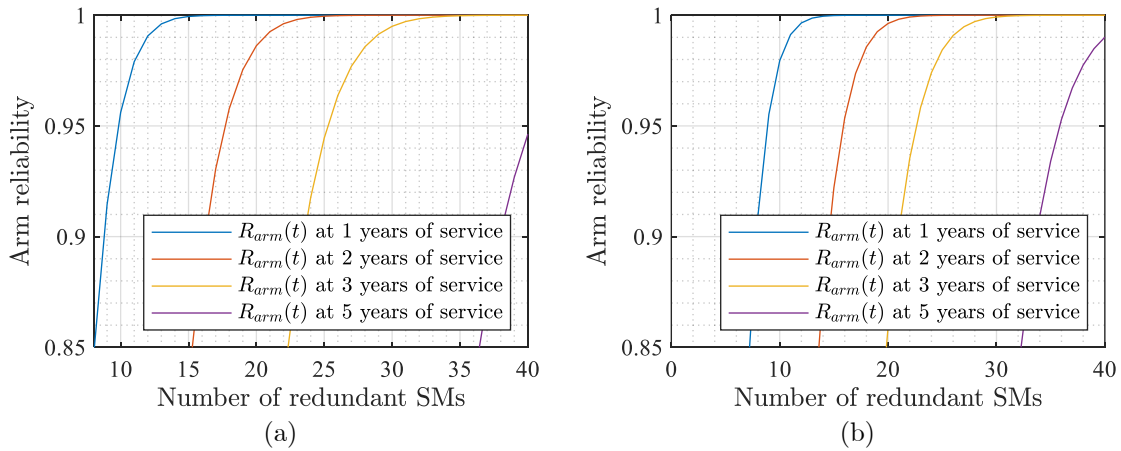 1
0.95
0.9
0.85
Arm reliability
R_arm(t) at 1 years of service
R_arm(t) at 2 years of service
R_arm(t) at 3 years of service
R_arm(t) at 5 years of service
10 15 20 25 30 35 40
Number of redundant SMs
(a)
1
0.95
0.9
0.85
Arm reliability
R_arm(t) at 1 years of service
R_arm(t) at 2 years of service
R_arm(t) at 3 years of service
R_arm(t) at 5 years of service
0 10 20 30 40
Number of redundant SMs
(b)